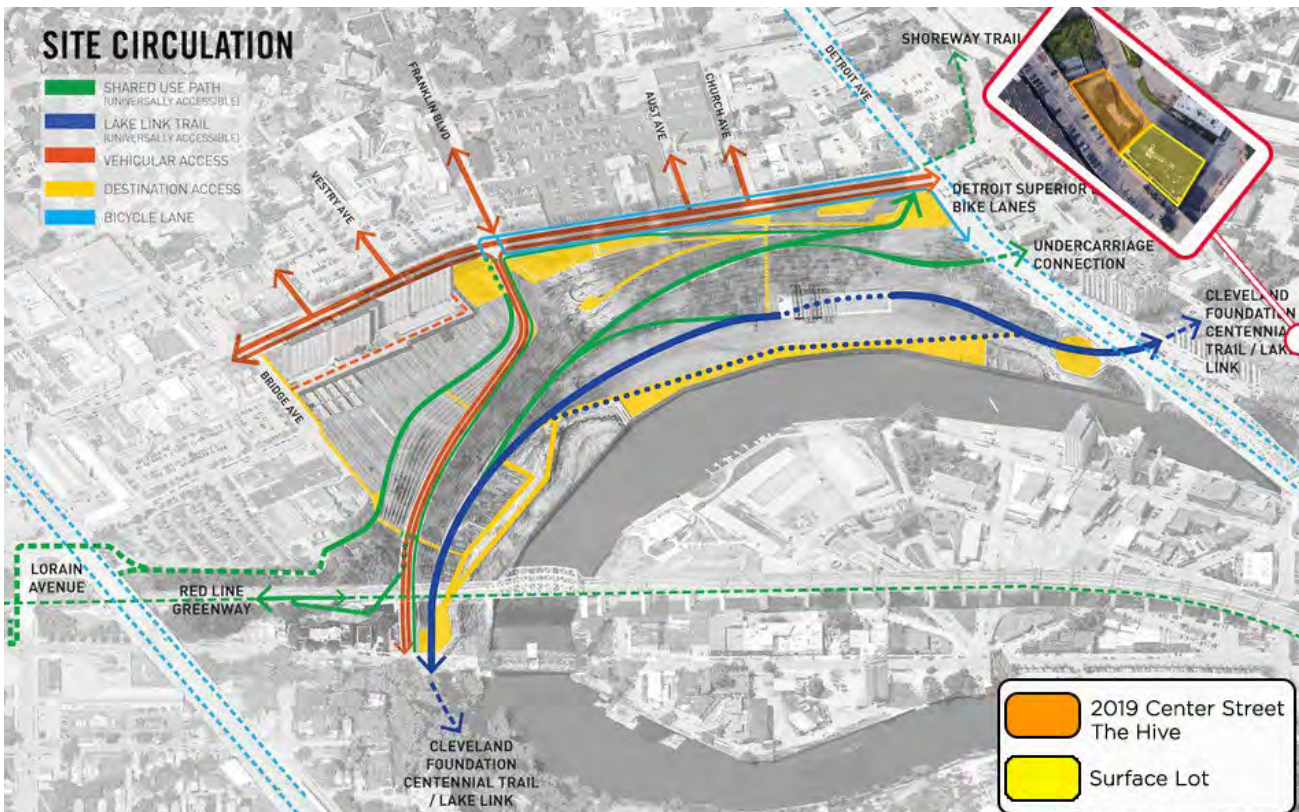 SITE CIRCULATION
SHARED USE PATH
(UNIVERSALLY ACCESSIBLE)
LAKE LINK TRAIL
(UNIVERSALLY ACCESSIBLE)
VEHICULAR ACCESS
DESTINATION ACCESS
BICYCLE LANE
FRANKLIN BLVD
VESTRY AVE
AUST AVE
CHURCH AVE
DETROIT AVE
SHOREWAY TRAIL
DETROIT SUPERIOR
BIKE LANES
UNDERCARRIAGE
CONNECTION
CLEVELAND
FOUNDATION
CENTENNIA
TRAIL / LAKE
LINK
BRIDGE AVE
LORAIN
AVENUE
RED LINE
GREENWAY
CLEVELAND
FOUNDATION
CENTENNIAL TRAIL
/ LAKE LINK
2019 Center Street
The Hive
Surface Lot